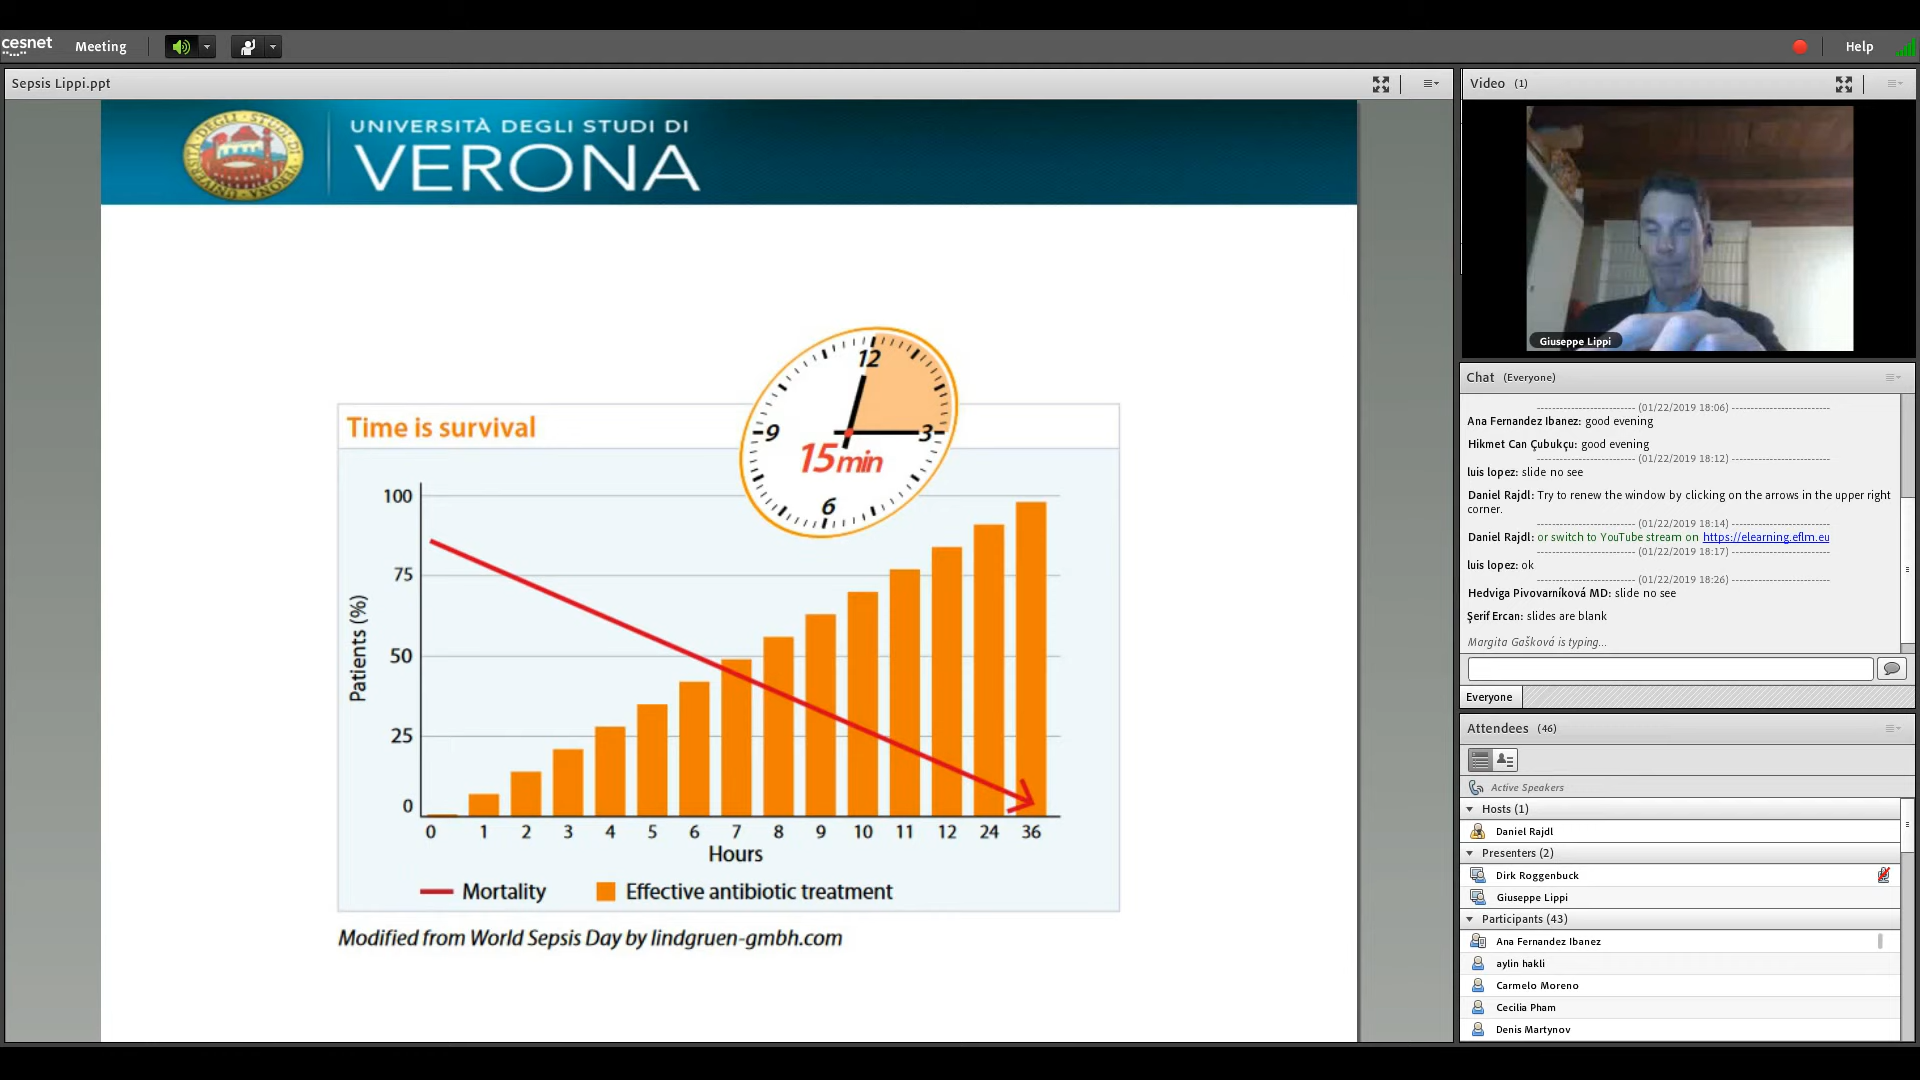 cesnet
Meeting
Help
Sepsis Lippi.ppt
UNIVERSITÀ DEGLI STUDI DI
VERONA
Time is survival
12
3
6
9
15min
Patients (%)
100
75
50
25
0
0 1 2 3 4 5 6 7 8 9 10 11 12 24 36
Hours
Mortality
Effective antibiotic treatment
Modified from World Sepsis Day by lindgruen-gmbh.com
Video (1)
Giuseppe Lippi
Chat (Everyone)
(01/22/2019 18:06)
Ana Fernandez Ibanez: good evening
Hikmet Can Çubukçu: good evening
(01/22/2019 18:12)
luis lopez: slide no see
Daniel Rajdl: Try to renew the window by clicking on the arrows in the upper right
corner.
(01/22/2019 18:14)
Daniel Rajdl: or switch to YouTube stream on https://elearning.eflm.eu
(01/22/2019 18:17)
luis lopez: ok
(01/22/2019 18:26)
Hedviga Pivovarníková MD: slide no see
Şerif Ercan: slides are blank
Margita Gašková is typing...
Everyone
Attendees (46)
Active Speakers
Hosts (1)
Daniel Rajdl
Presenters (2)
Dirk Roggenbuck
Giuseppe Lippi
Participants (43)
Ana Fernandez Ibanez
aylin hakli
Carmelo Moreno
Cecilia Pham
Denis Martynov